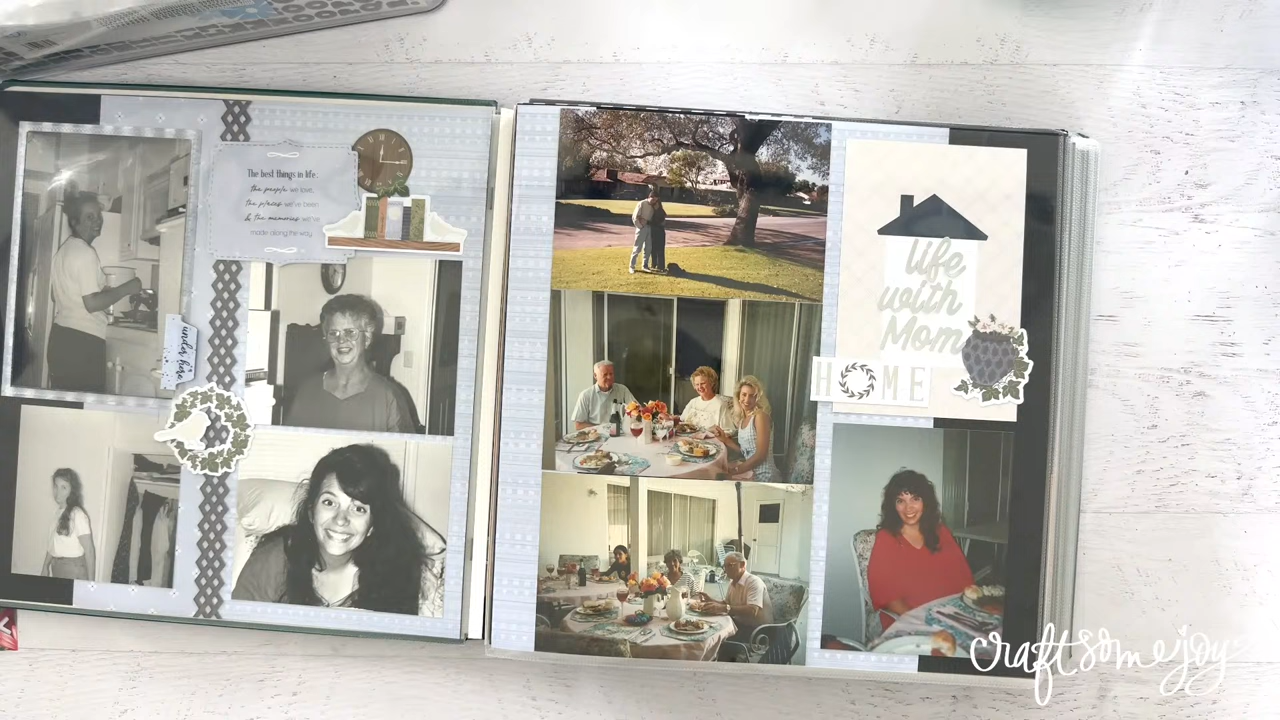 The best things in life..
the people we love,
the places we've been
& the memories we've
made along the way
life
with
Mom
HOME
craftsomejoy